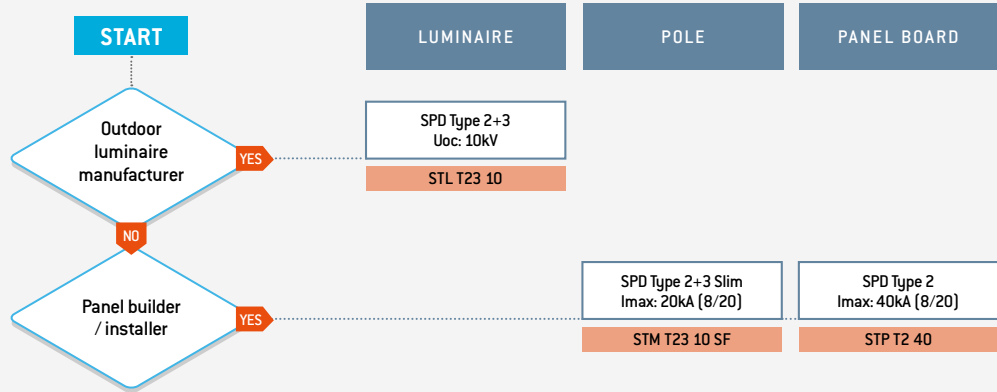 START
LUMINAIRE
POLE
PANEL BOARD
Outdoor
luminaire
manufacturer
YES
SPD Type 2+3
Uoc: 10kV
STL T23 10
NO
Panel builder
/ installer
YES
SPD Type 2+3 Slim
Imax: 20kA (8/20)
STM T23 10 SF
SPD Type 2
Imax: 40kA (8/20)
STP T2 40